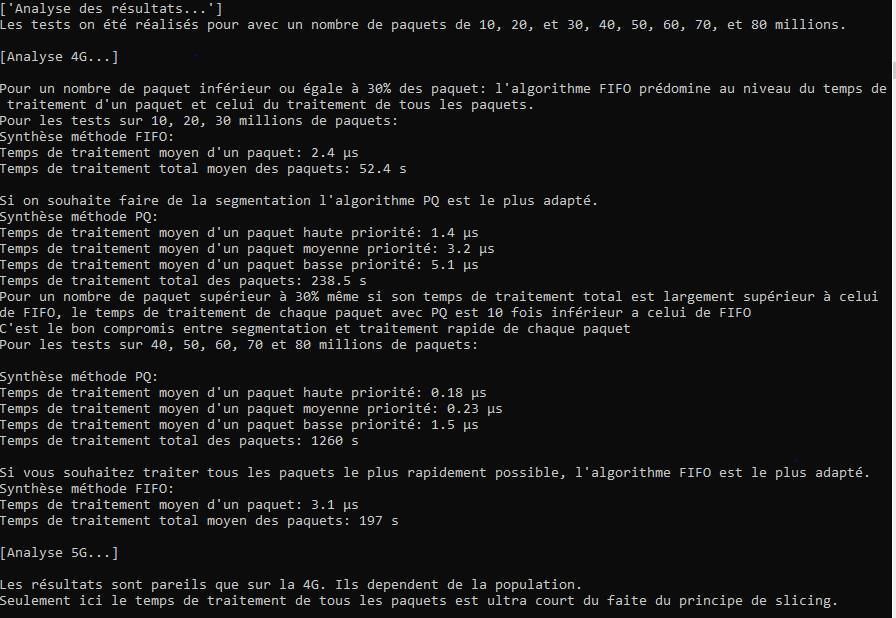 ['Analyse des résultats...']
Les tests on été réalisés pour avec un nombre de paquets de 10, 20, et 30, 40, 50, 60, 70, et 80 millions.
[Analyse 4G...]
Pour un nombre de paquet inférieur ou égale à 30% des paquet: l'algorithme FIFO prédomine au niveau du temps de
traitement d'un paquet et celui du traitement de tous les paquets.
Pour les tests sur 10, 20, 30 millions de paquets:
Synthèse méthode FIFO:
Temps de traitement moyen d'un paquet: 2.4 µs
Temps de traitement total moyen des paquets: 52.4 s
Si on souhaite faire de la segmentation l'algorithme PQ est le plus adapté.
Synthèse méthode PQ:
Temps de traitement moyen d'un paquet haute priorité: 1.4 µs
Temps de traitement moyen d'un paquet moyenne priorité: 3.2 µs
Temps de traitement moyen d'un paquet basse priorité: 5.1 µs
Temps de traitement total des paquets: 238.5 s
Pour un nombre de paquet supérieur à 30% même si son temps de traitement total est largement supérieur à celui
de FIFO, le temps de traitement de chaque paquet avec PQ est 10 fois inférieur a celui de FIFO
C'est le bon compromis entre segmentation et traitement rapide de chaque paquet
Pour les tests sur 40, 50, 60, 70 et 80 millions de paquets:
Synthèse méthode PQ:
Temps de traitement moyen d'un paquet haute priorité: 0.18 µs
Temps de traitement moyen d'un paquet moyenne priorité: 0.23 µs
Temps de traitement moyen d'un paquet basse priorité: 1.5 µs
Temps de traitement total des paquets: 1260 s
Si vous souhaitez traiter tous les paquets le plus rapidement possible, l'algorithme FIFO est le plus adapté.
Synthèse méthode FIFO:
Temps de traitement moyen d'un paquet: 3.1 µs
Temps de traitement total moyen des paquets: 197 s
[Analyse 5G...]
Les résultats sont pareils que sur la 4G. Ils dependent de la population.
Seulement ici le temps de traitement de tous les paquets est ultra court du faite du principe de slicing.